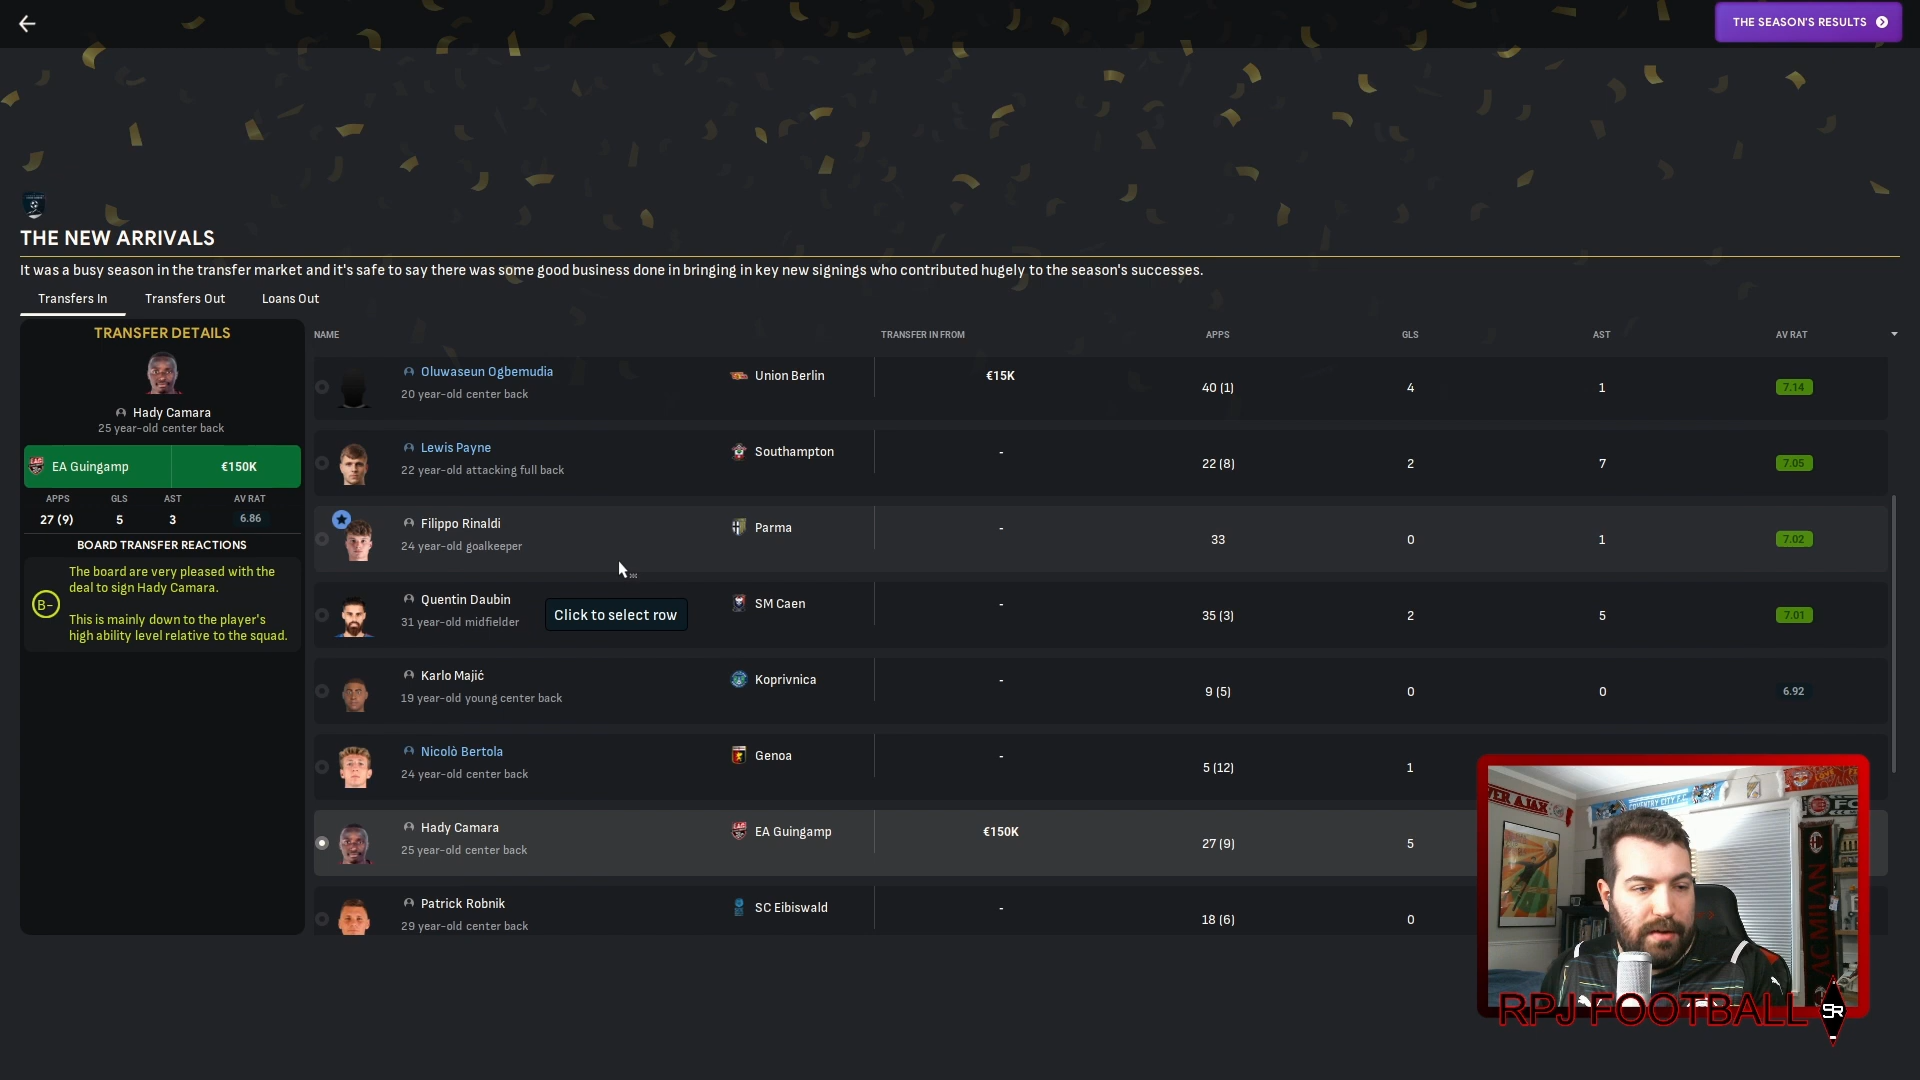 THE SEASON'S RESULTS
THE NEW ARRIVALS
It was a busy season in the transfer market and it's safe to say there was some good business done in bringing in key new signings who contributed hugely to the season's successes.
Transfers In Transfers Out Loans Out
TRANSFER DETAILS
Hady Camara
25 year-old center back
EA Guingamp €150K
APPS GLS AST AV RAT
27 (9) 5 3 6.86
BOARD TRANSFER REACTIONS
B-
The board are very pleased with the
deal to sign Hady Camara.
This is mainly down to the player's
high ability level relative to the squad.
NAME TRANSFER IN FROM APPS GLS AST AV RAT
Oluwaseun Ogbemudia Union Berlin €15K 40 (1) 4 1 7.14
20 year-old center back
Lewis Payne Southampton - 22 (8) 2 7 7.05
22 year-old attacking full back
Filippo Rinaldi Parma - 33 0 1 7.02
24 year-old goalkeeper
Quentin Daubin SM Caen - 35 (3) 2 5 7.01
31 year-old midfielder
Click to select row
Karlo Majić Koprivnica - 9 (5) 0 0 6.92
19 year-old young center back
Nicolò Bertola Genoa - 5 (12) 1
24 year-old center back
Hady Camara EA Guingamp €150K 27 (9) 5
25 year-old center back
Patrick Robnik SC Eibiswald - 18 (6) 0
29 year-old center back
VER AJAX
COVENTRY CITY F.C.
FC
AC MILAN
RPJ FOOTBALL
SR